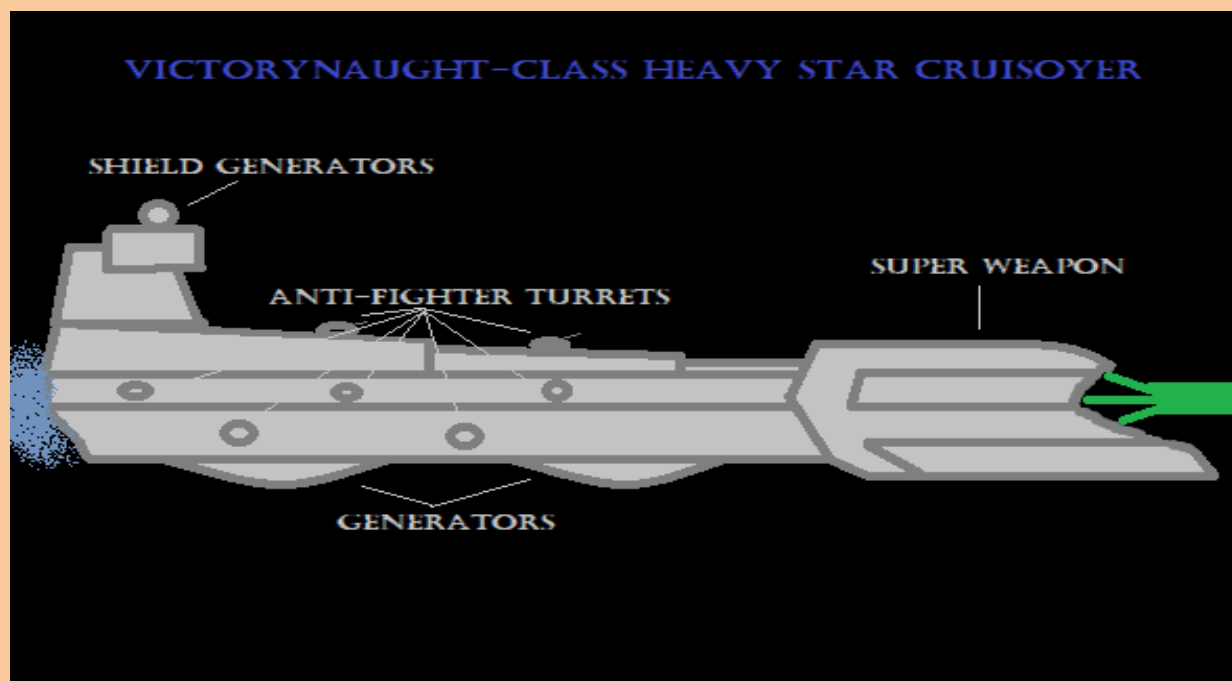 VICTORYNAUGHT-CLASS HEAVY STAR CRUISOYER
SHIELD GENERATORS
SUPER WEAPON
ANTI-FIGHTER TURRETS
GENERATORS